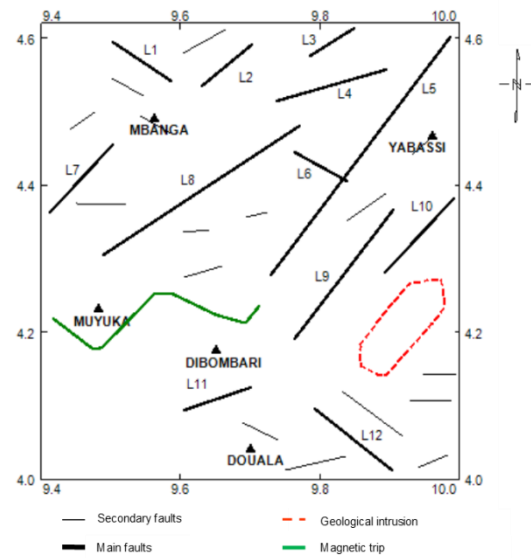 9.4 9.6 9.8 10.0
4.6 4.6
L1
L2
L3
L4
L5
N
MBANGA
YABASSI
4.4 4.4
L6
L7
L8
L9
L10
MUYUKA
4.2 4.2
DIBOMBARI
L11
L12
DOUALA
4.0 4.0
9.4 9.6 9.8 10.0
Secondary faults Geological intrusion
Main faults Magnetic trip